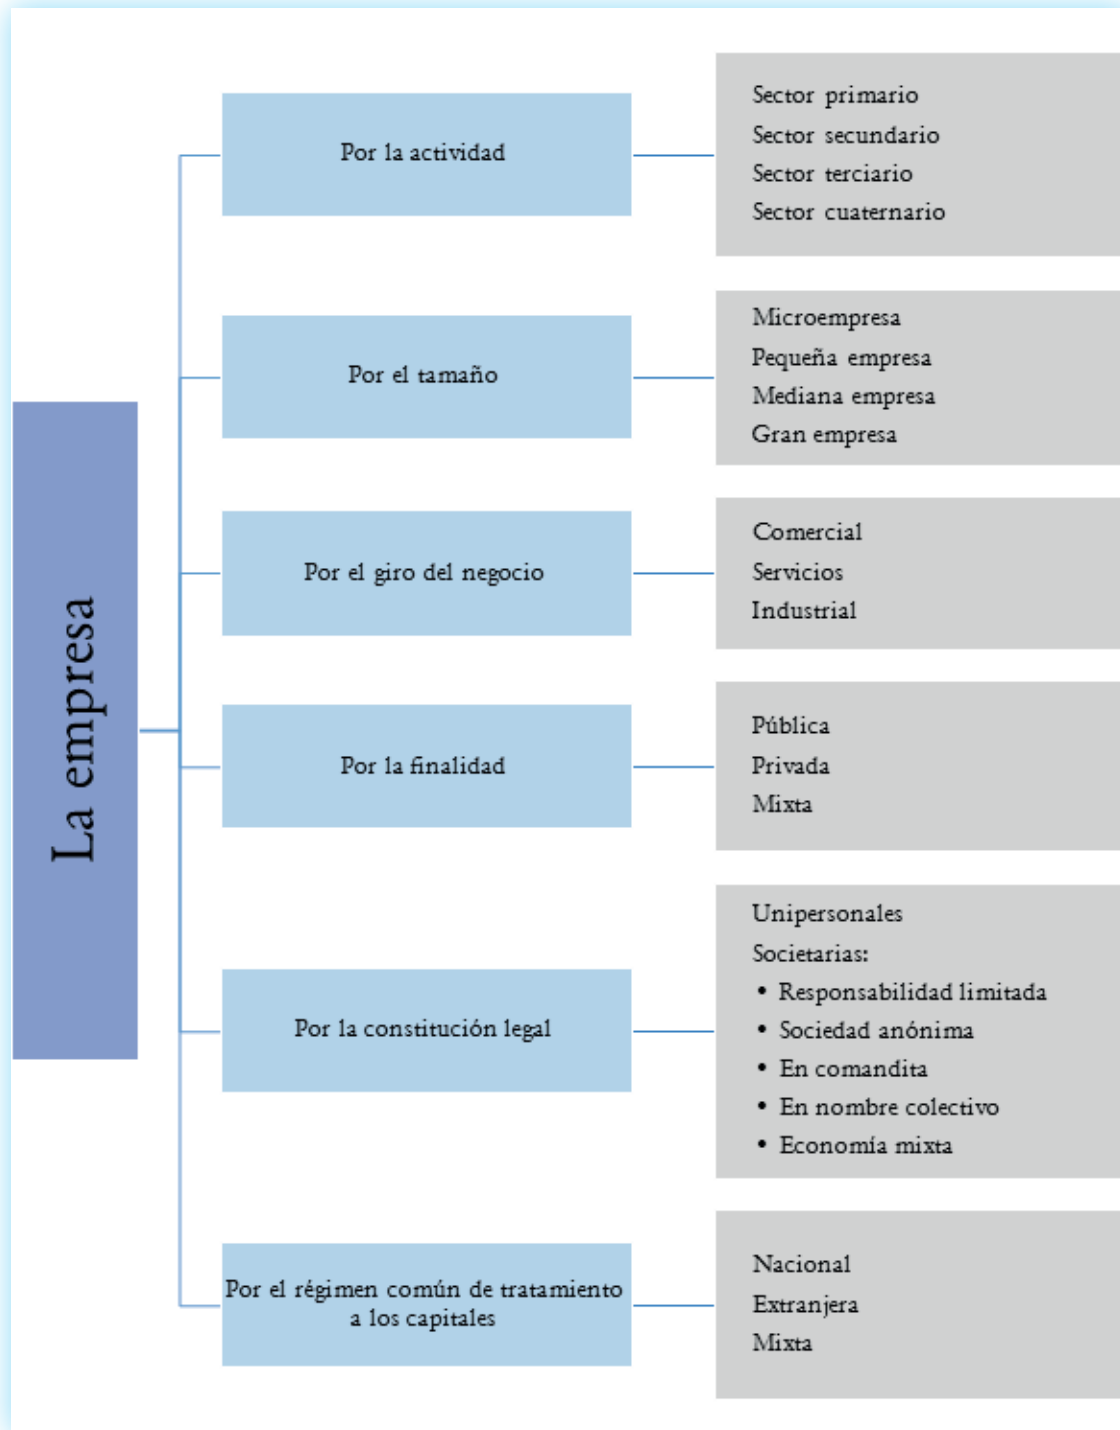 La empresa
Por la actividad
Sector primario
Sector secundario
Sector terciario
Sector cuaternario
Por el tamaño
Microempresa
Pequeña empresa
Mediana empresa
Gran empresa
Por el giro del negocio
Comercial
Servicios
Industrial
Por la finalidad
Pública
Privada
Mixta
Por la constitución legal
Unipersonales
Societarias:
• Responsabilidad limitada
• Sociedad anónima
• En comandita
• En nombre colectivo
• Economía mixta
Por el régimen común de tratamiento
a los capitales
Nacional
Extranjera
Mixta